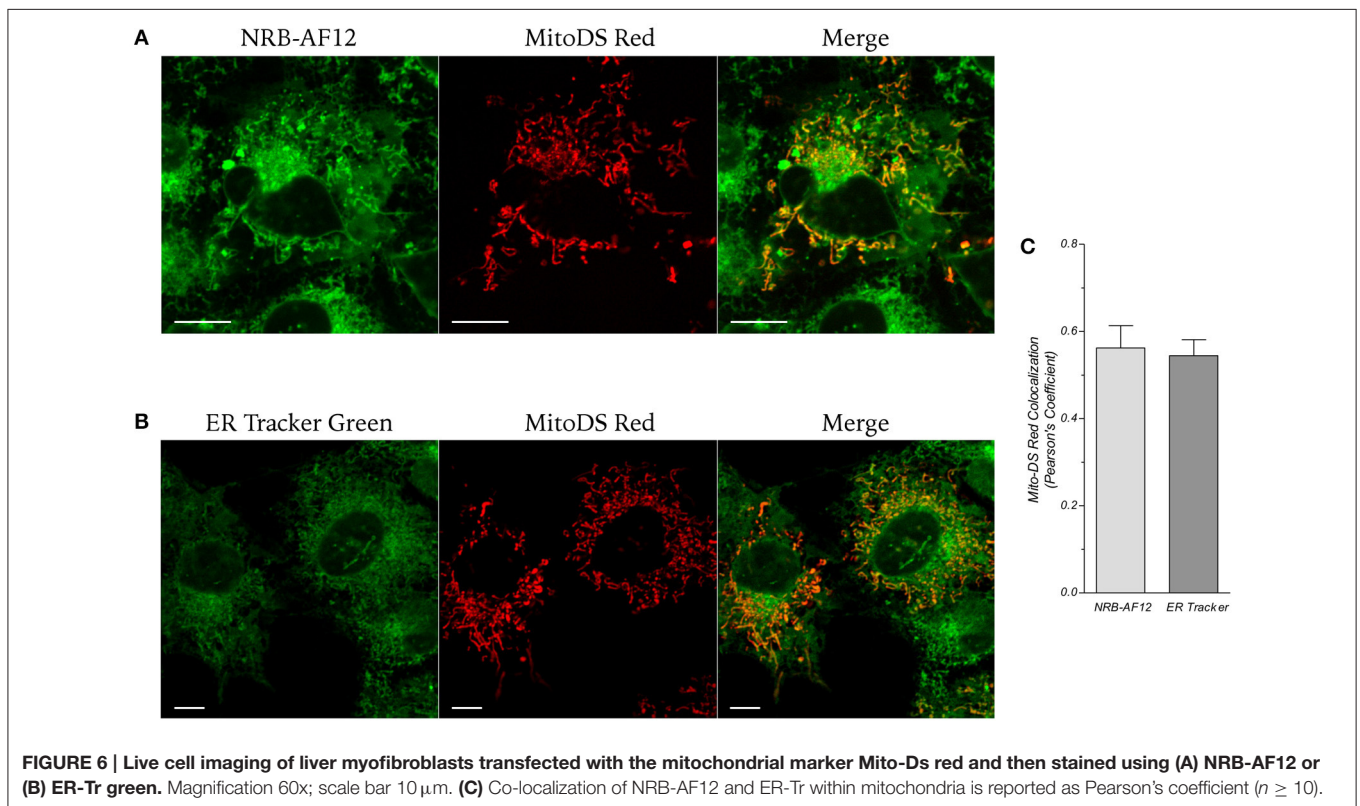 A
NRB-AF12 MitoDS Red Merge
B
ER Tracker Green MitoDS Red Merge
C
0.8
0.6
0.4
0.2
0.0
Mito-DS Red Colocalization
(Pearson's Coefficient)
NRB-AF12 ER Tracker
FIGURE 6 | Live cell imaging of liver myofibroblasts transfected with the mitochondrial marker Mito-Ds red and then stained using (A) NRB-AF12 or
(B) ER-Tr green. Magnification 60x; scale bar 10 μm. (C) Co-localization of NRB-AF12 and ER-Tr within mitochondria is reported as Pearson's coefficient (n ≥ 10).